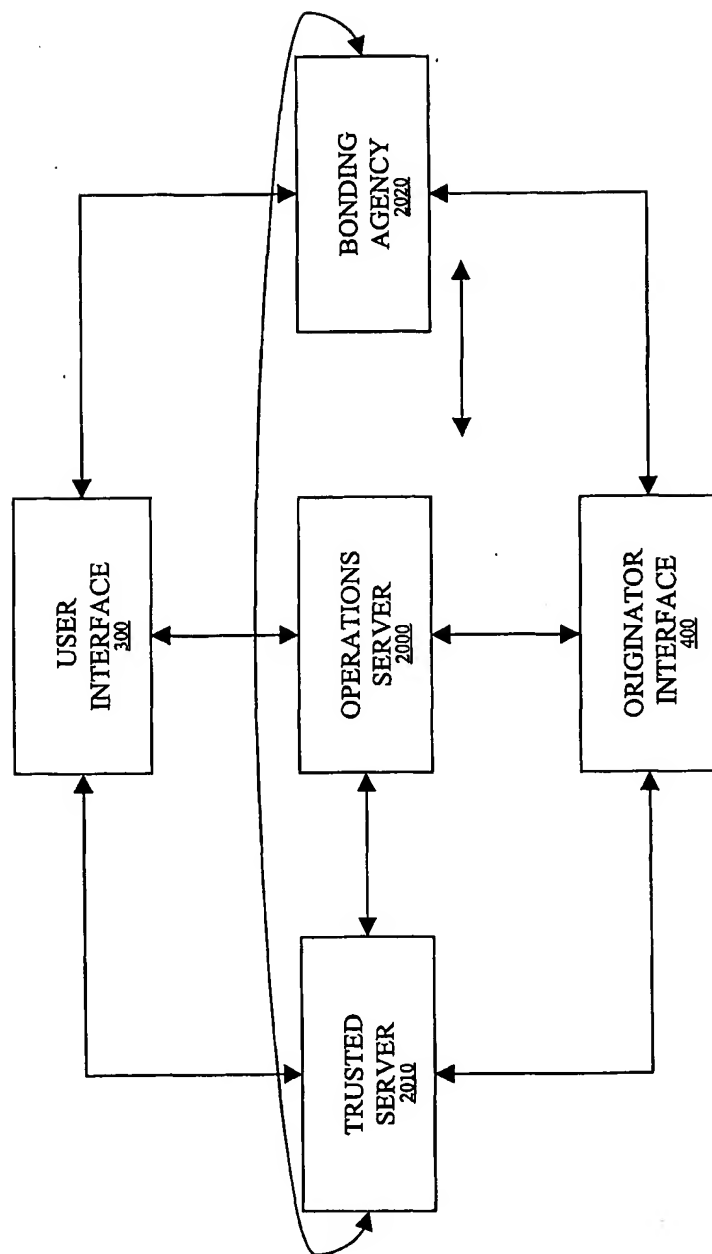 USER
INTERFACE
300
TRUSTED
SERVER
2010
OPERATIONS
SERVER
2000
BONDING
AGENCY
2020
ORIGINATOR
INTERFACE
400